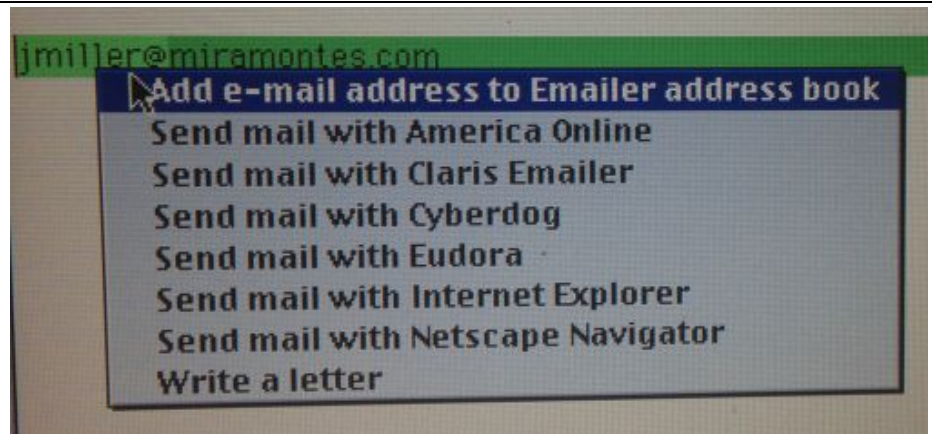 jmiller@miramontes.com
Add e-mail address to Emailer address book
Send mail with America Online
Send mail with Claris Emailer
Send mail with Cyberdog
Send mail with Eudora
Send mail with Internet Explorer
Send mail with Netscape Navigator
Write a letter